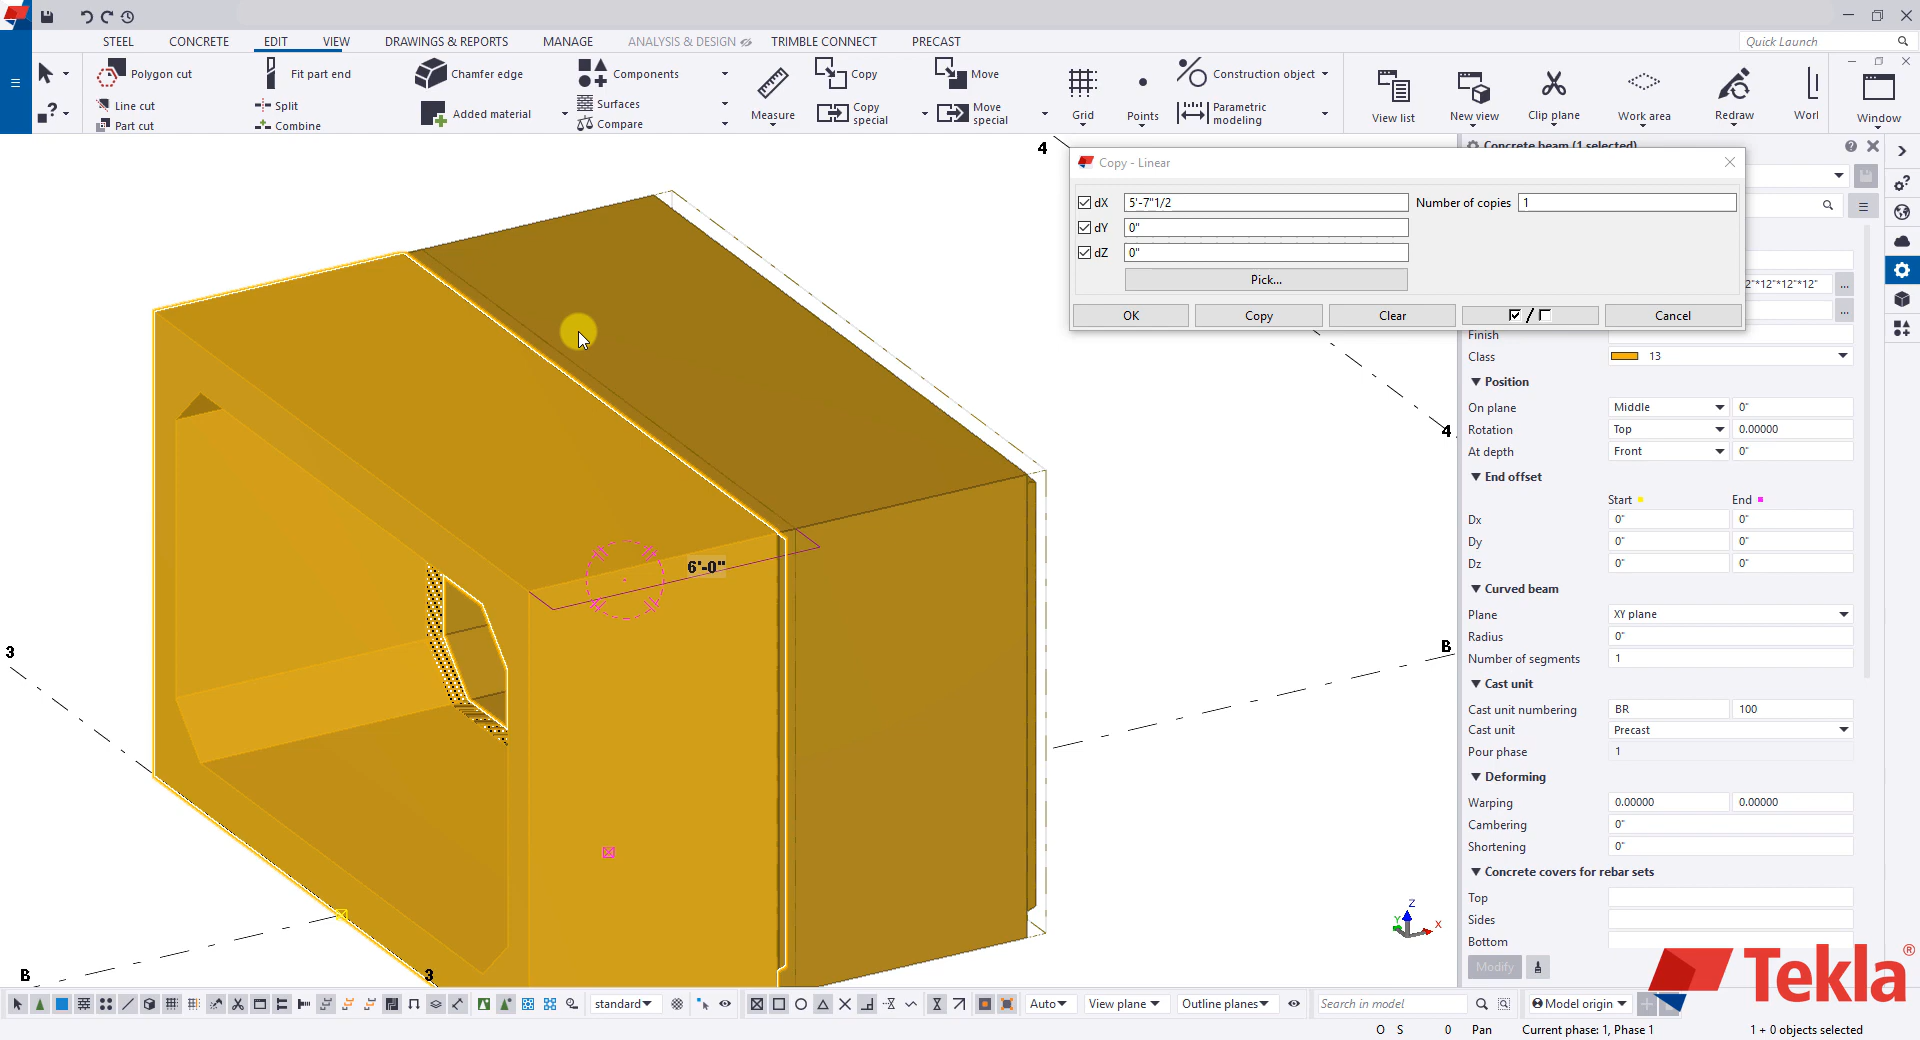 STEEL CONCRETE EDIT VIEW DRAWINGS & REPORTS MANAGE ANALYSIS & DESIGN TRIMBLE CONNECT PRECAST Quick Launch
Polygon cut
Line cut
Part cut
Fit part end
Split
Combine
Chamfer edge
Added material
Components
Surfaces
Compare
Measure
Copy
Copy special
Move
Move special
Grid
Points
Construction object
Parametric modeling
View list
New view
Clip plane
Work area
Redraw
Worl
Window
Copy - Linear
dX 5'-7"1/2 Number of copies 1
dY 0"
dZ 0"
Pick...
OK Copy Clear / Cancel
Concrete beam (1 selected)
2"*12"*12"*12" ...
...
Finish
Class 13
Position
On plane Middle 0"
Rotation Top 0.00000
At depth Front 0"
End offset
Start End
Dx 0" 0"
Dy 0" 0"
Dz 0" 0"
Curved beam
Plane XY plane
Radius 0"
Number of segments 1
Cast unit
Cast unit numbering BR 100
Cast unit Precast
Pour phase 1
Deforming
Warping 0.00000 0.00000
Cambering 0"
Shortening 0"
Concrete covers for rebar sets
Top
Sides
Bottom
Modify
4
4
3
B
6'-0"
B
3
Z
Y
X
Tekla®
standard Auto View plane Outline planes Search in model Model origin
O S 0 Pan Current phase: 1, Phase 1 1 + 0 objects selected